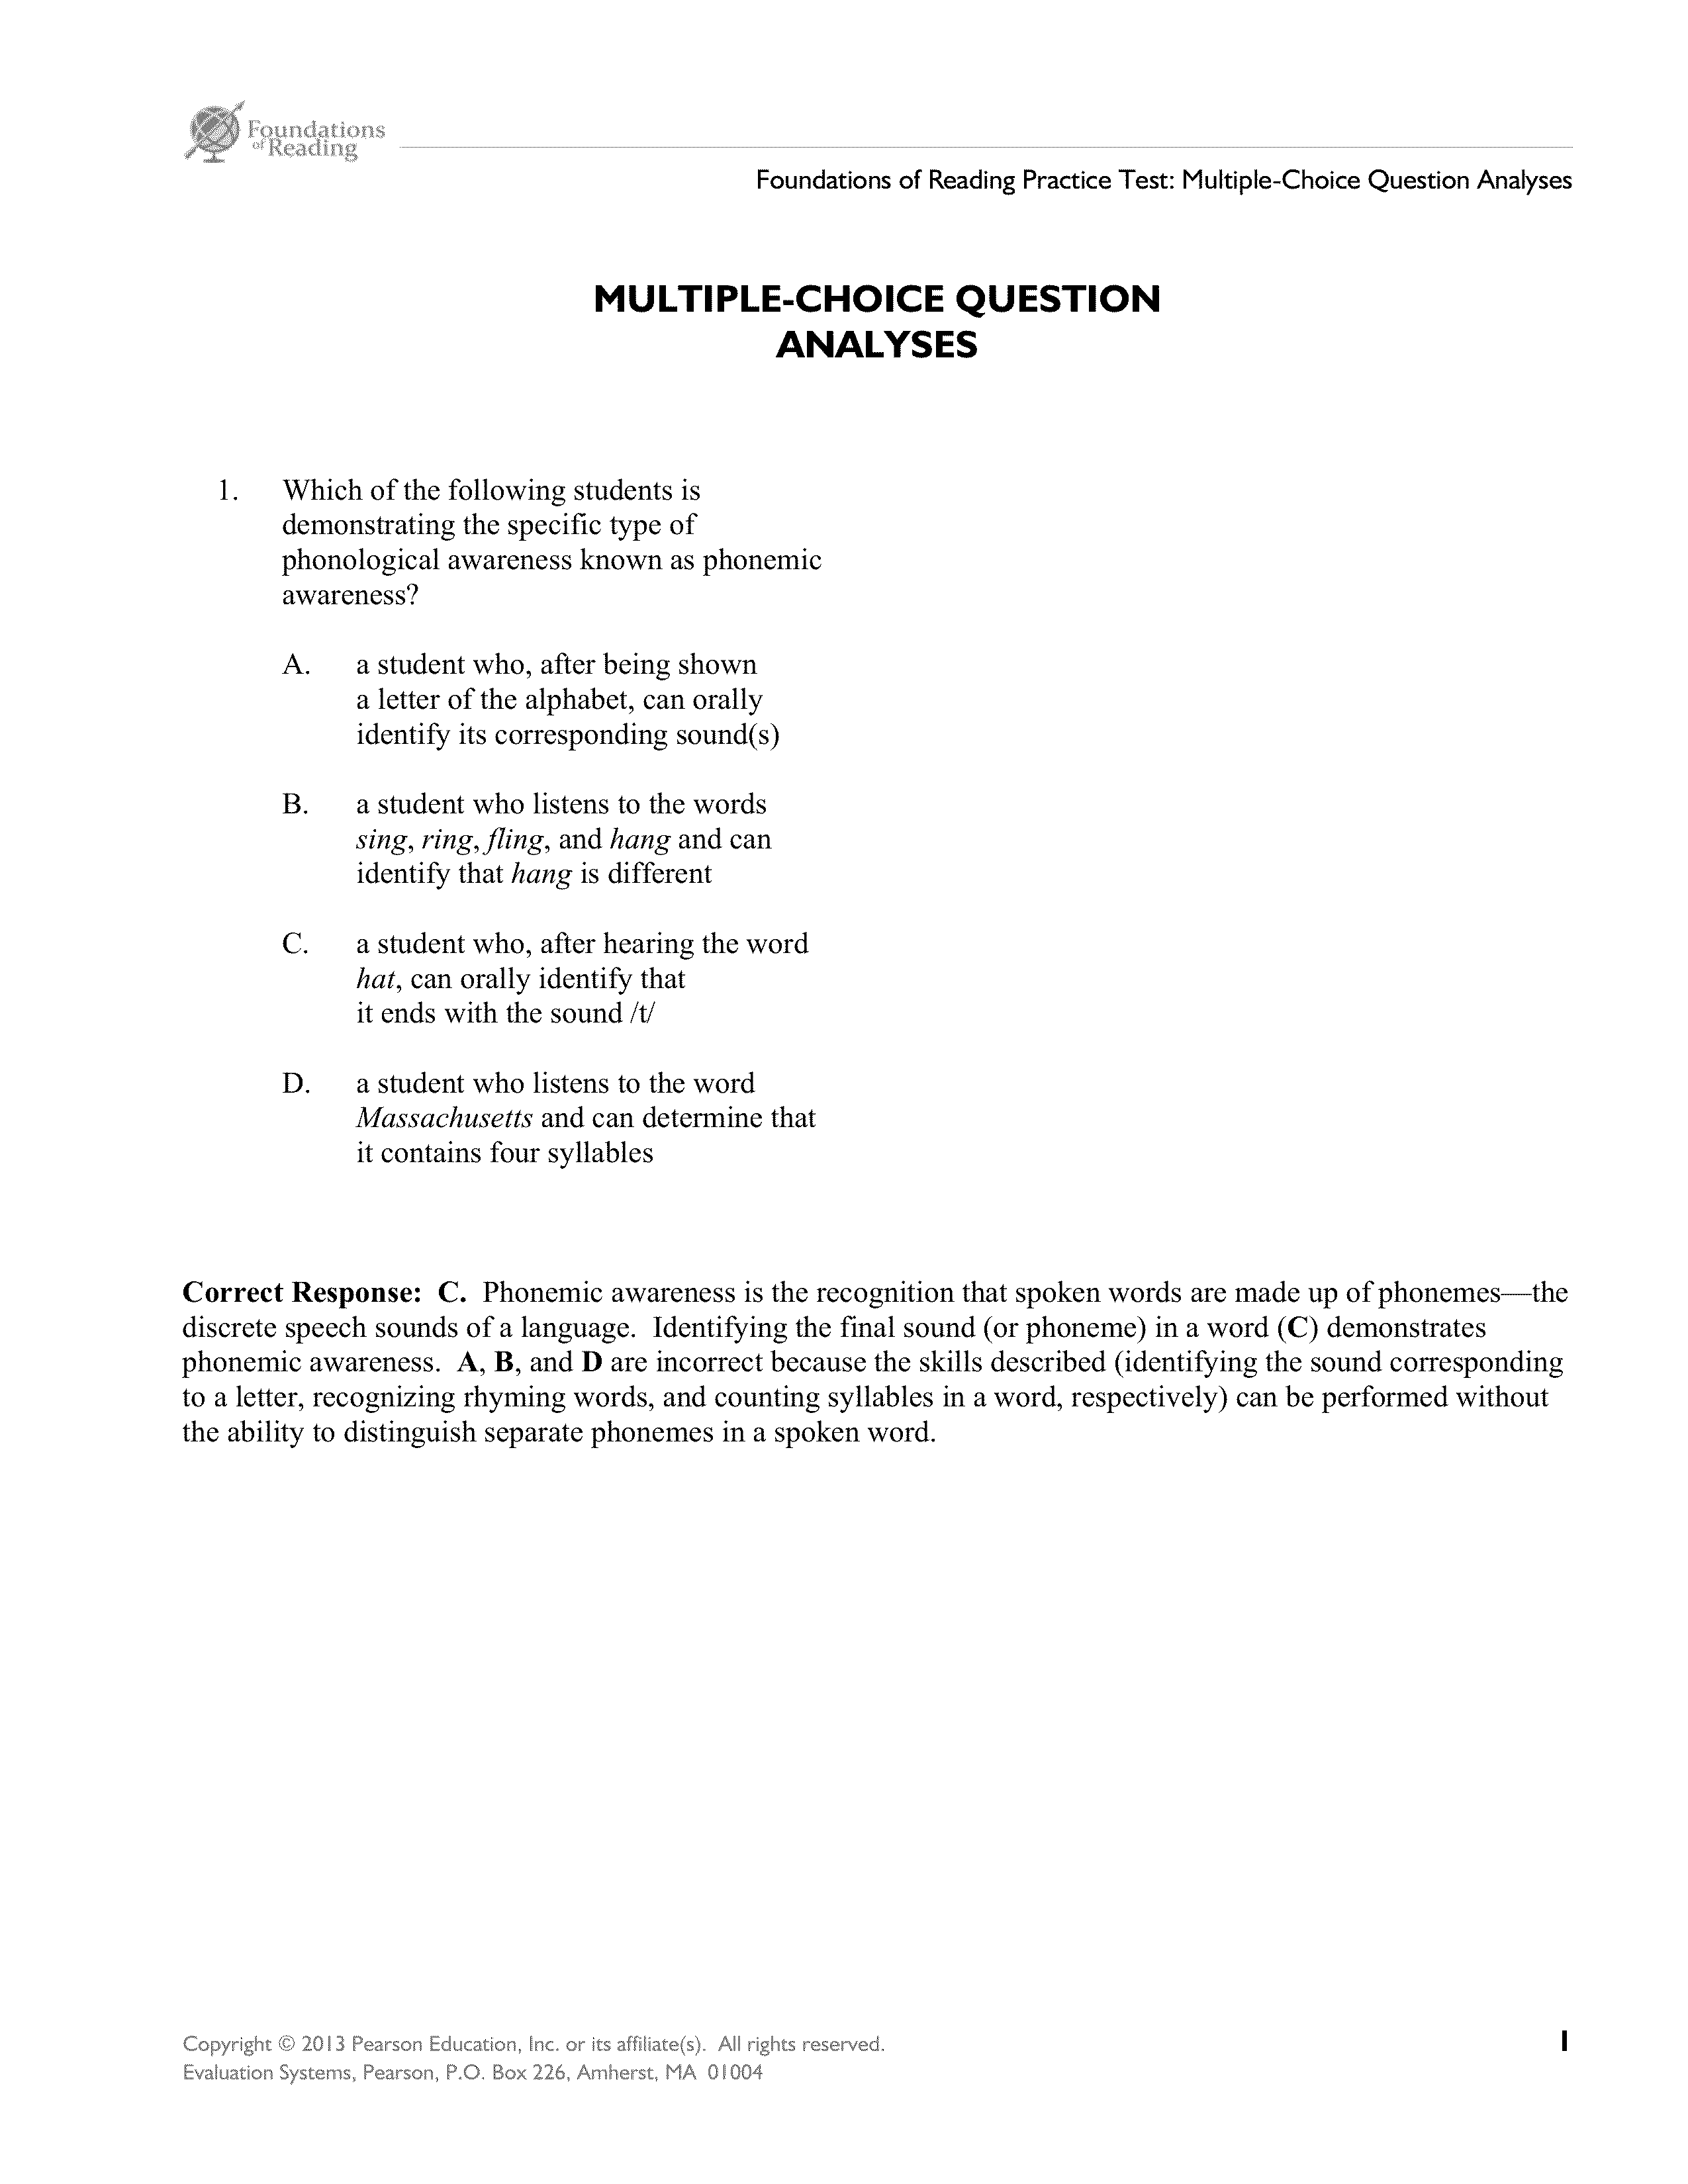 Foundations
of Reading
Foundations of Reading Practice Test: Multiple-Choice Question Analyses
MULTIPLE-CHOICE QUESTION
ANALYSES
1. Which of the following students is
demonstrating the specific type of
phonological awareness known as phonemic
awareness?
A. a student who, after being shown
a letter of the alphabet, can orally
identify its corresponding sound(s)
B. a student who listens to the words
sing, ring, fling, and hang and can
identify that hang is different
C. a student who, after hearing the word
hat, can orally identify that
it ends with the sound /t/
D. a student who listens to the word
Massachusetts and can determine that
it contains four syllables
Correct Response: C. Phonemic awareness is the recognition that spoken words are made up of phonemes—the
discrete speech sounds of a language. Identifying the final sound (or phoneme) in a word (C) demonstrates
phonemic awareness. A, B, and D are incorrect because the skills described (identifying the sound corresponding
to a letter, recognizing rhyming words, and counting syllables in a word, respectively) can be performed without
the ability to distinguish separate phonemes in a spoken word.
Copyright © 2013 Pearson Education, Inc. or its affiliate(s). All rights reserved.
Evaluation Systems, Pearson, P.O. Box 226, Amherst, MA 01004
1